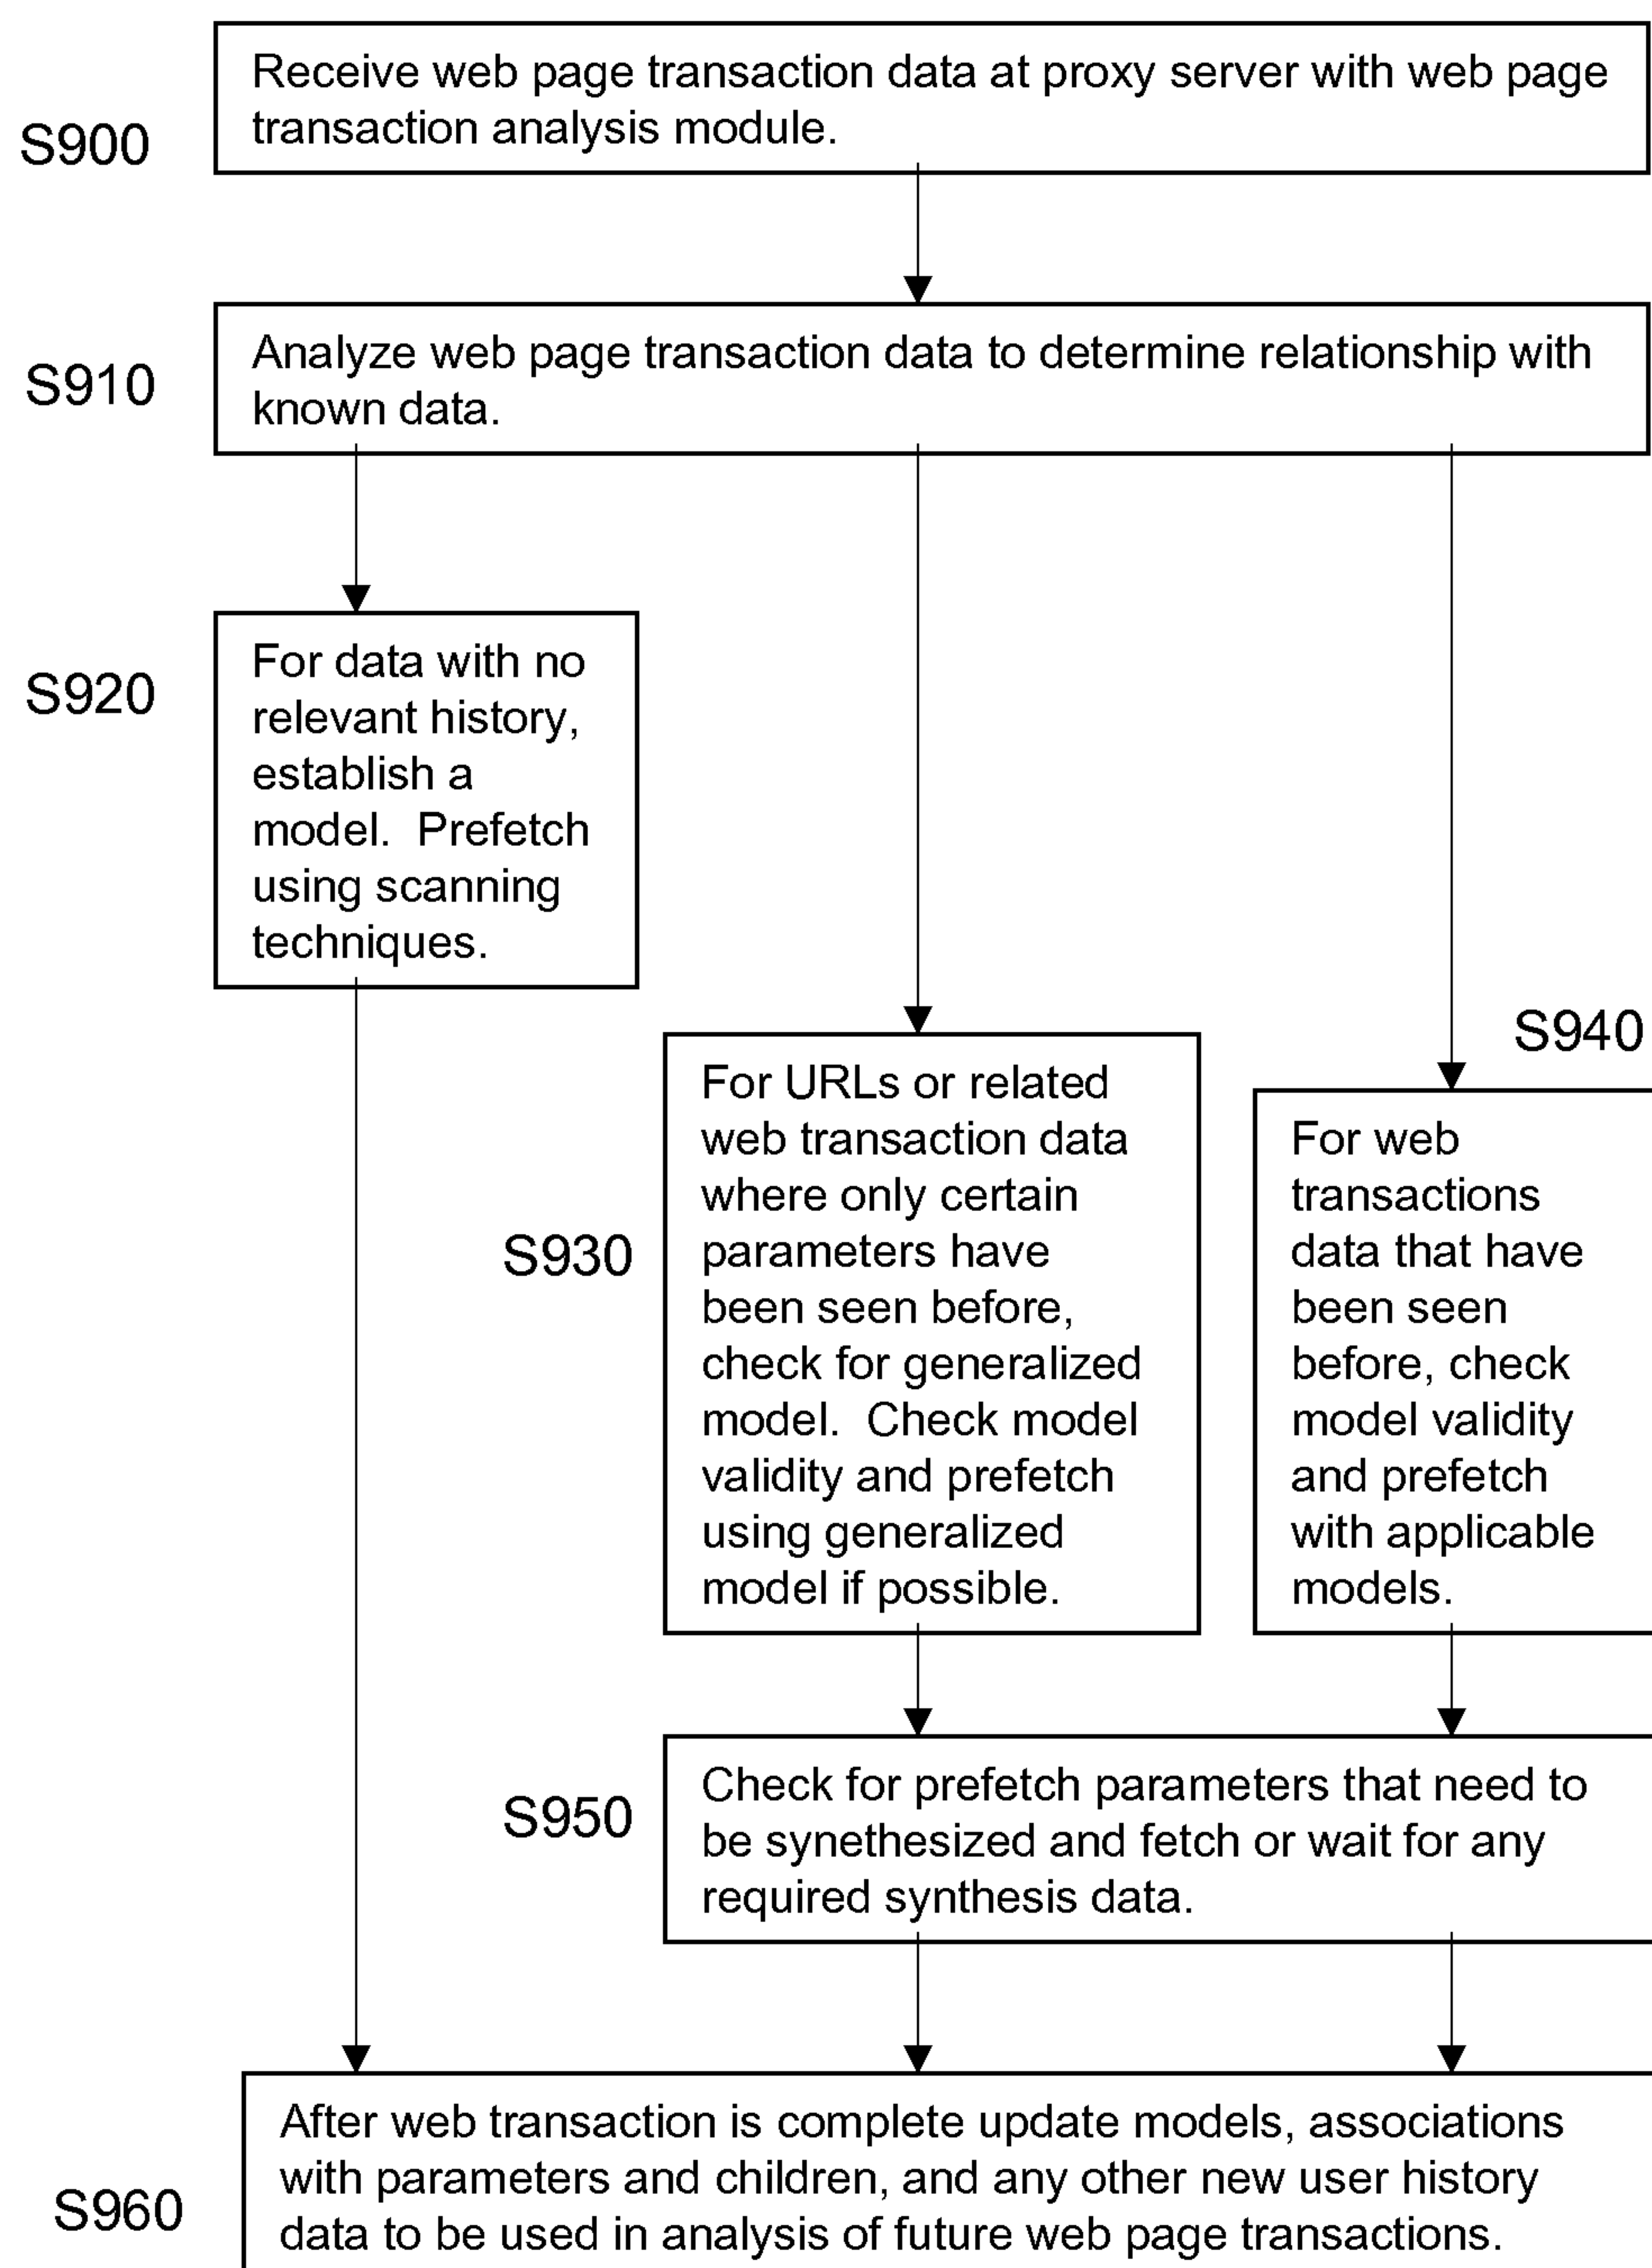 Receive web page transaction data at proxy server with web page
transaction analysis module.
S900
Analyze web page transaction data to determine relationship with
known data.
S910
For data with no
relevant history,
establish a
model.  Prefetch
using scanning
techniques.
S920
S940
For URLs or related
web transaction data
where only certain
parameters have
been seen before,
check for generalized
model.  Check model
validity and prefetch
using generalized
model if possible.
S930
For web
transactions
data that have
been seen
before, check
model validity
and prefetch
with applicable
models.
Check for prefetch parameters that need to
be synethesized and fetch or wait for any
required synthesis data.
S950
After web transaction is complete update models, associations
with parameters and children, and any other new user history
data to be used in analysis of future web page transactions.
S960